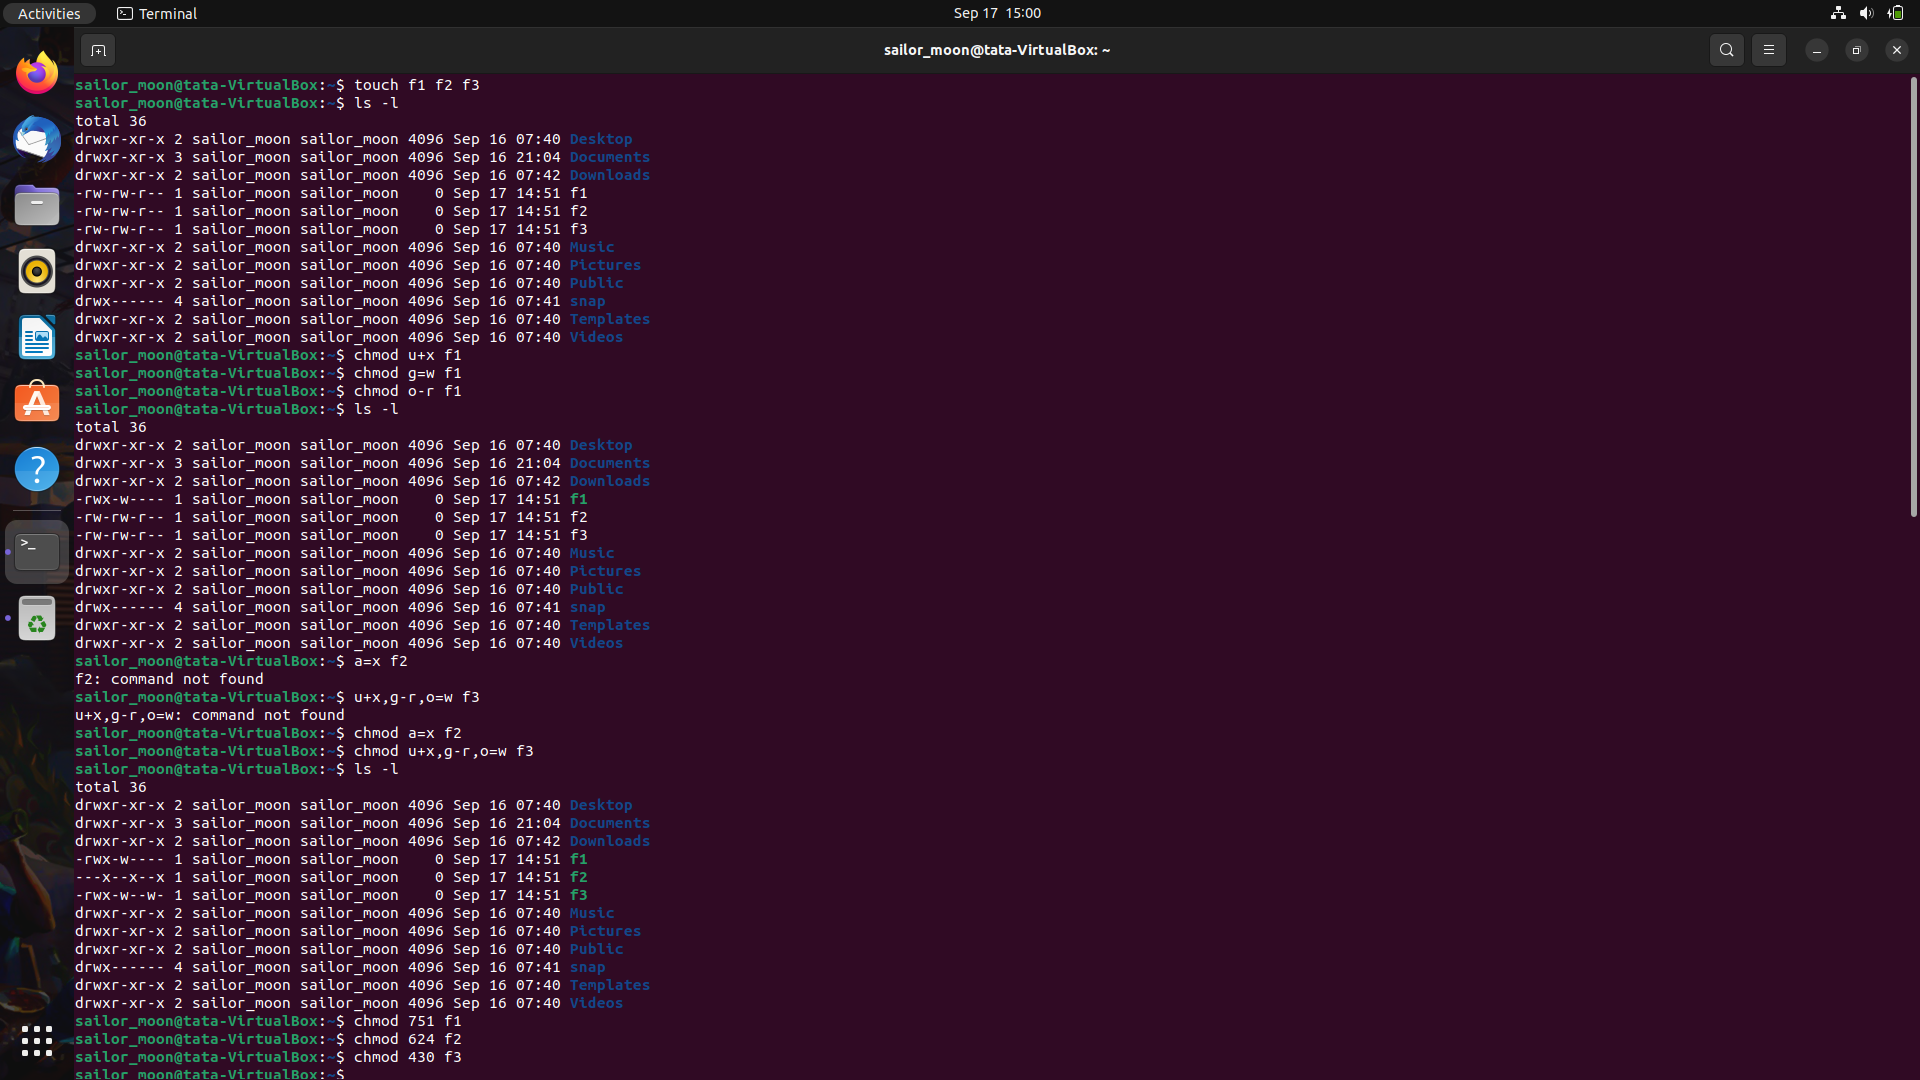 Activities
Terminal
Sep 17 15:00
sailor_moon@tata-VirtualBox: ~
sailor_moon@tata-VirtualBox:~$ touch f1 f2 f3
sailor_moon@tata-VirtualBox:~$ ls -l
total 36
drwxr-xr-x 2 sailor_moon sailor_moon 4096 Sep 16 07:40 Desktop
drwxr-xr-x 3 sailor_moon sailor_moon 4096 Sep 16 21:04 Documents
drwxr-xr-x 2 sailor_moon sailor_moon 4096 Sep 16 07:42 Downloads
-rw-rw-r-- 1 sailor_moon sailor_moon    0 Sep 17 14:51 f1
-rw-rw-r-- 1 sailor_moon sailor_moon    0 Sep 17 14:51 f2
-rw-rw-r-- 1 sailor_moon sailor_moon    0 Sep 17 14:51 f3
drwxr-xr-x 2 sailor_moon sailor_moon 4096 Sep 16 07:40 Music
drwxr-xr-x 2 sailor_moon sailor_moon 4096 Sep 16 07:40 Pictures
drwxr-xr-x 2 sailor_moon sailor_moon 4096 Sep 16 07:40 Public
drwx------ 4 sailor_moon sailor_moon 4096 Sep 16 07:41 snap
drwxr-xr-x 2 sailor_moon sailor_moon 4096 Sep 16 07:40 Templates
drwxr-xr-x 2 sailor_moon sailor_moon 4096 Sep 16 07:40 Videos
sailor_moon@tata-VirtualBox:~$ chmod u+x f1
sailor_moon@tata-VirtualBox:~$ chmod g=w f1
sailor_moon@tata-VirtualBox:~$ chmod o-r f1
sailor_moon@tata-VirtualBox:~$ ls -l
total 36
drwxr-xr-x 2 sailor_moon sailor_moon 4096 Sep 16 07:40 Desktop
drwxr-xr-x 3 sailor_moon sailor_moon 4096 Sep 16 21:04 Documents
drwxr-xr-x 2 sailor_moon sailor_moon 4096 Sep 16 07:42 Downloads
-rwx-w---- 1 sailor_moon sailor_moon    0 Sep 17 14:51 f1
-rw-rw-r-- 1 sailor_moon sailor_moon    0 Sep 17 14:51 f2
-rw-rw-r-- 1 sailor_moon sailor_moon    0 Sep 17 14:51 f3
drwxr-xr-x 2 sailor_moon sailor_moon 4096 Sep 16 07:40 Music
drwxr-xr-x 2 sailor_moon sailor_moon 4096 Sep 16 07:40 Pictures
drwxr-xr-x 2 sailor_moon sailor_moon 4096 Sep 16 07:40 Public
drwx------ 4 sailor_moon sailor_moon 4096 Sep 16 07:41 snap
drwxr-xr-x 2 sailor_moon sailor_moon 4096 Sep 16 07:40 Templates
drwxr-xr-x 2 sailor_moon sailor_moon 4096 Sep 16 07:40 Videos
sailor_moon@tata-VirtualBox:~$ a=x f2
f2: command not found
sailor_moon@tata-VirtualBox:~$ u+x,g-r,o=w f3
u+x,g-r,o=w: command not found
sailor_moon@tata-VirtualBox:~$ chmod a=x f2
sailor_moon@tata-VirtualBox:~$ chmod u+x,g-r,o=w f3
sailor_moon@tata-VirtualBox:~$ ls -l
total 36
drwxr-xr-x 2 sailor_moon sailor_moon 4096 Sep 16 07:40 Desktop
drwxr-xr-x 3 sailor_moon sailor_moon 4096 Sep 16 21:04 Documents
drwxr-xr-x 2 sailor_moon sailor_moon 4096 Sep 16 07:42 Downloads
-rwx-w---- 1 sailor_moon sailor_moon    0 Sep 17 14:51 f1
---x--x--x 1 sailor_moon sailor_moon    0 Sep 17 14:51 f2
-rwx-w--w- 1 sailor_moon sailor_moon    0 Sep 17 14:51 f3
drwxr-xr-x 2 sailor_moon sailor_moon 4096 Sep 16 07:40 Music
drwxr-xr-x 2 sailor_moon sailor_moon 4096 Sep 16 07:40 Pictures
drwxr-xr-x 2 sailor_moon sailor_moon 4096 Sep 16 07:40 Public
drwx------ 4 sailor_moon sailor_moon 4096 Sep 16 07:41 snap
drwxr-xr-x 2 sailor_moon sailor_moon 4096 Sep 16 07:40 Templates
drwxr-xr-x 2 sailor_moon sailor_moon 4096 Sep 16 07:40 Videos
sailor_moon@tata-VirtualBox:~$ chmod 751 f1
sailor_moon@tata-VirtualBox:~$ chmod 624 f2
sailor_moon@tata-VirtualBox:~$ chmod 430 f3
sailor_moon@tata-VirtualBox:~$